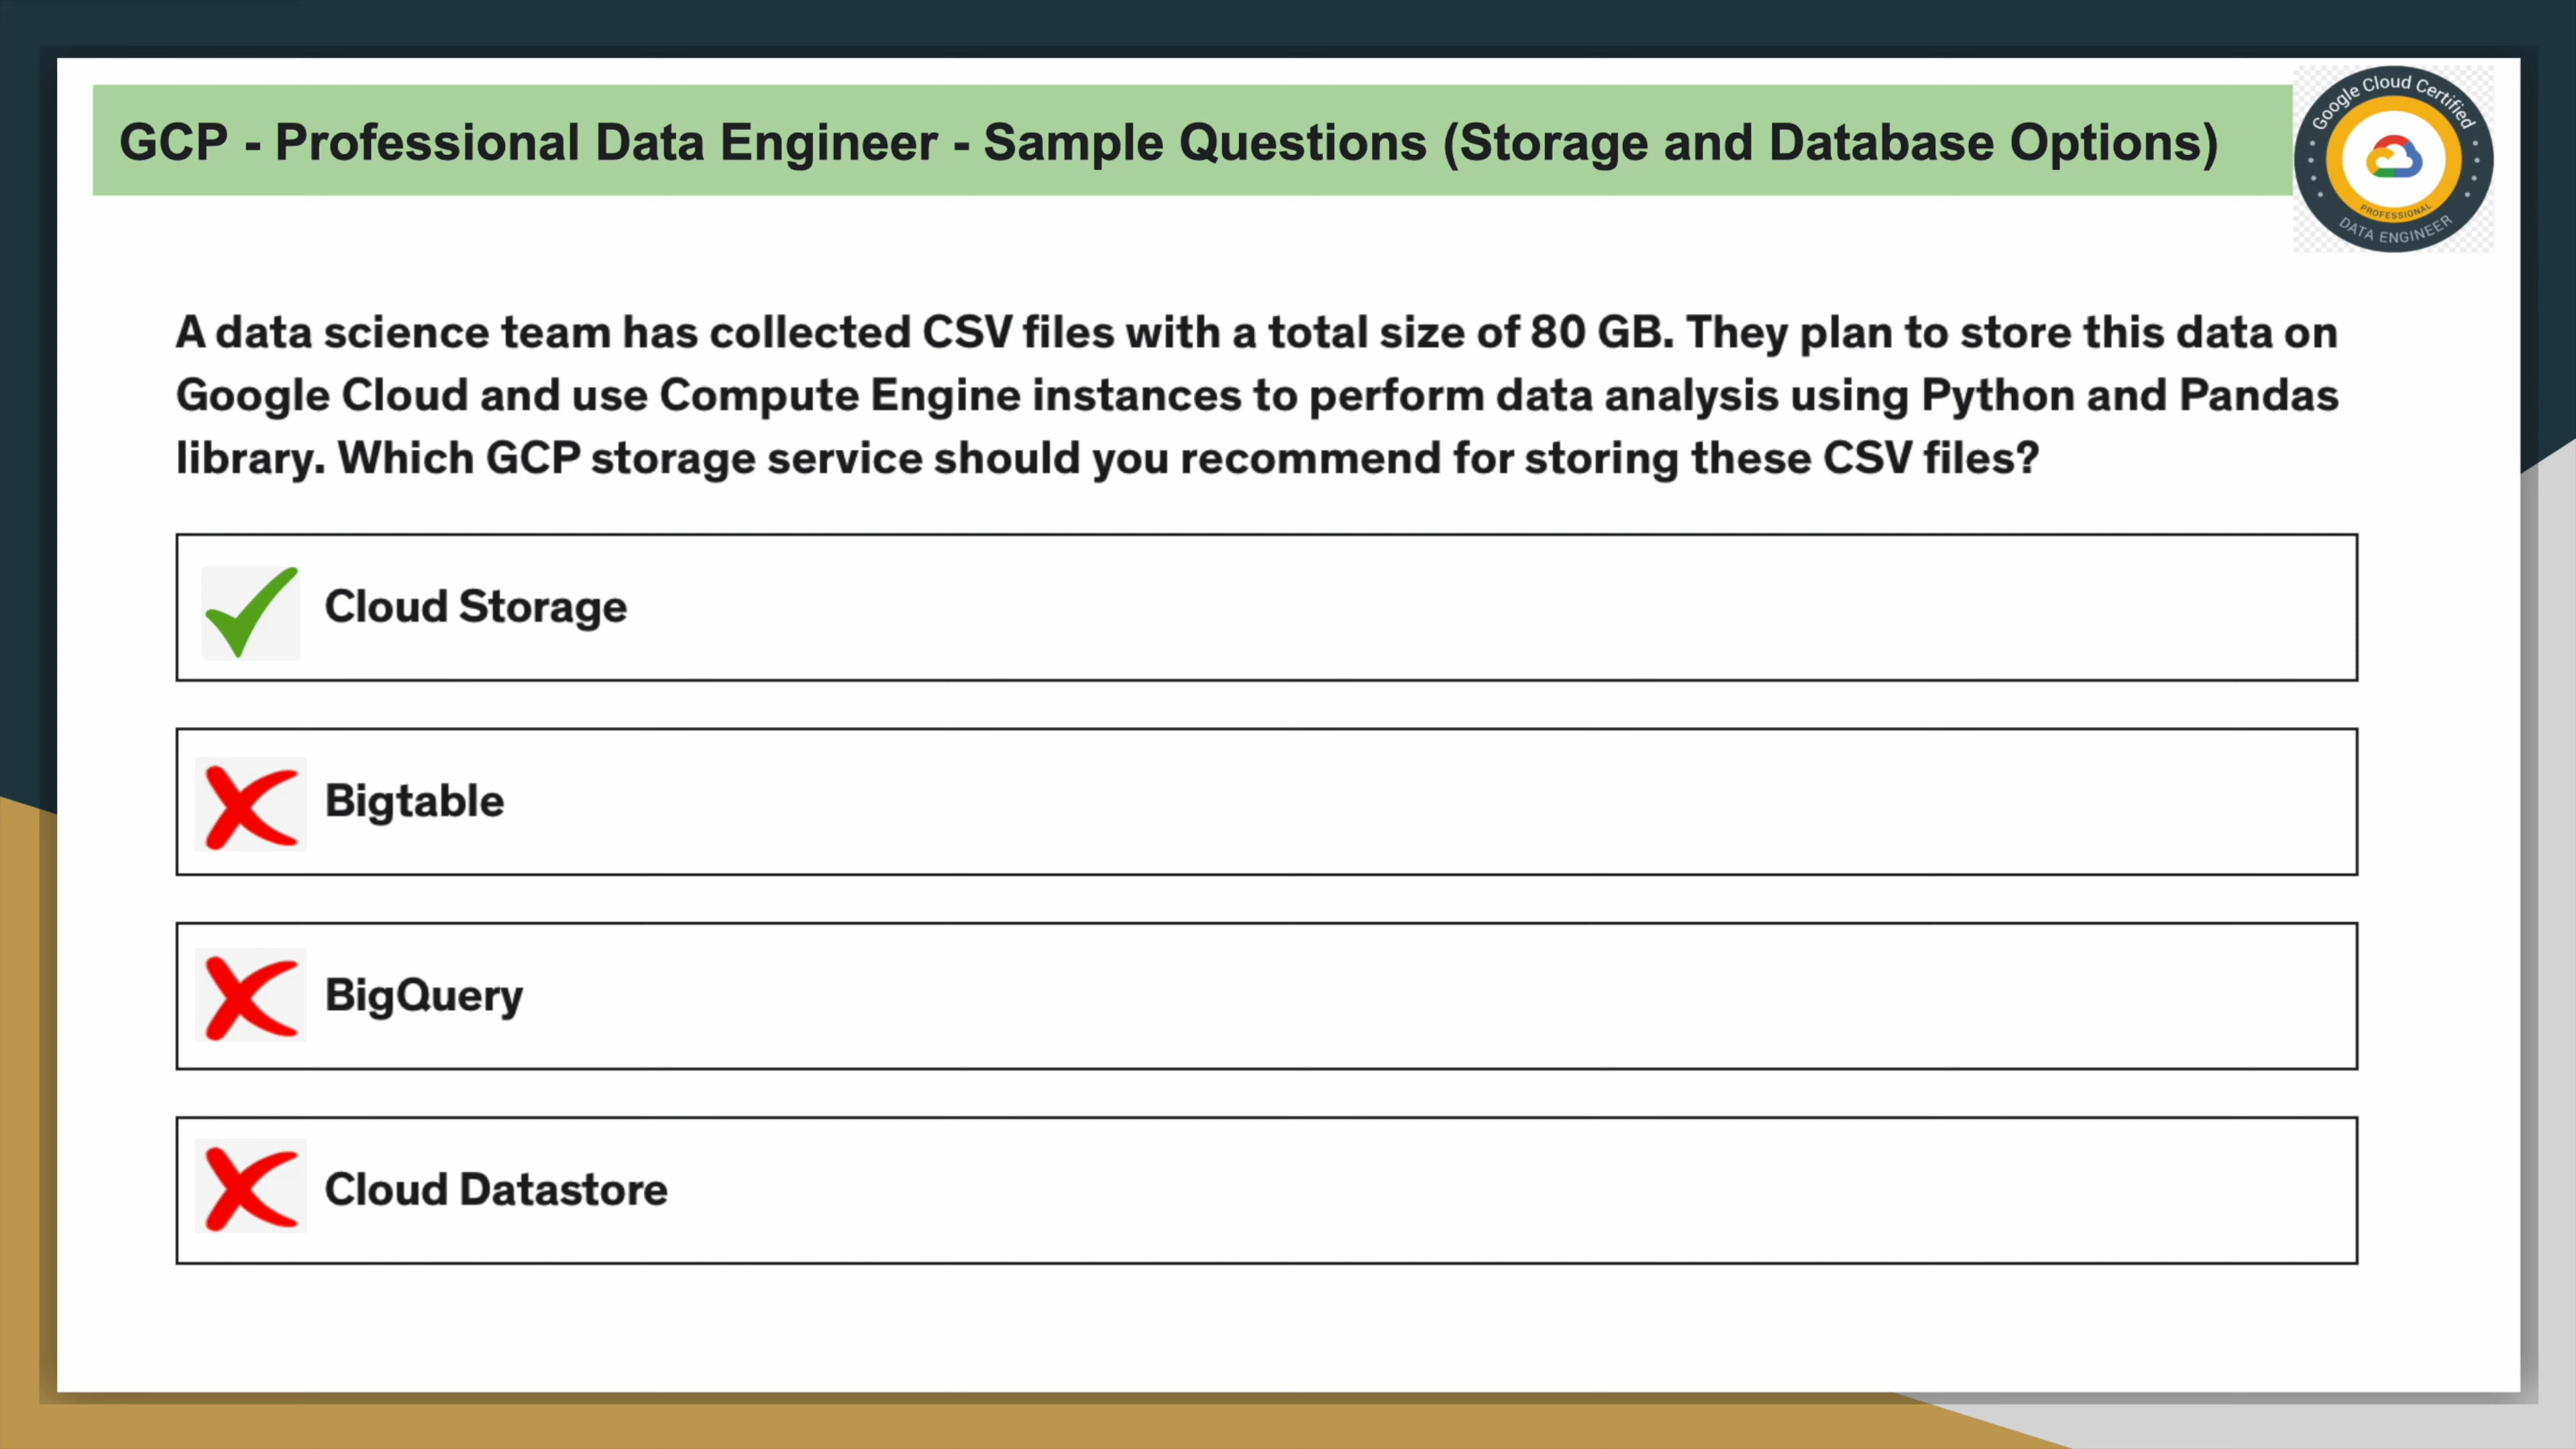 GCP - Professional Data Engineer - Sample Questions (Storage and Database Options)
Google Cloud Certified
PROFESSIONAL
DATA ENGINEER
A data science team has collected CSV files with a total size of 80 GB. They plan to store this data on
Google Cloud and use Compute Engine instances to perform data analysis using Python and Pandas
library. Which GCP storage service should you recommend for storing these CSV files?
Cloud Storage
Bigtable
BigQuery
Cloud Datastore